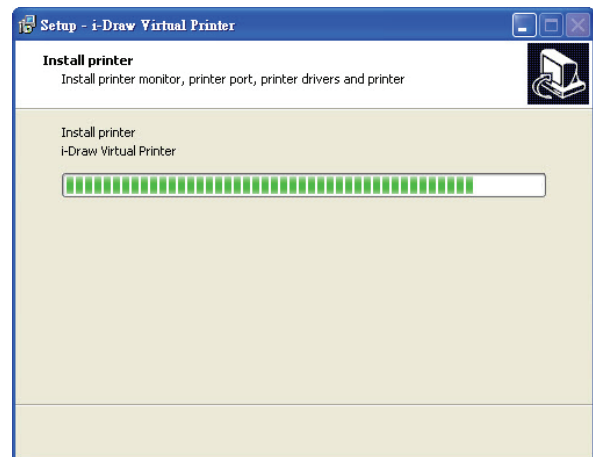 Setup - i-Draw Virtual Printer
Install printer
Install printer monitor, printer port, printer drivers and printer
Install printer
i-Draw Virtual Printer